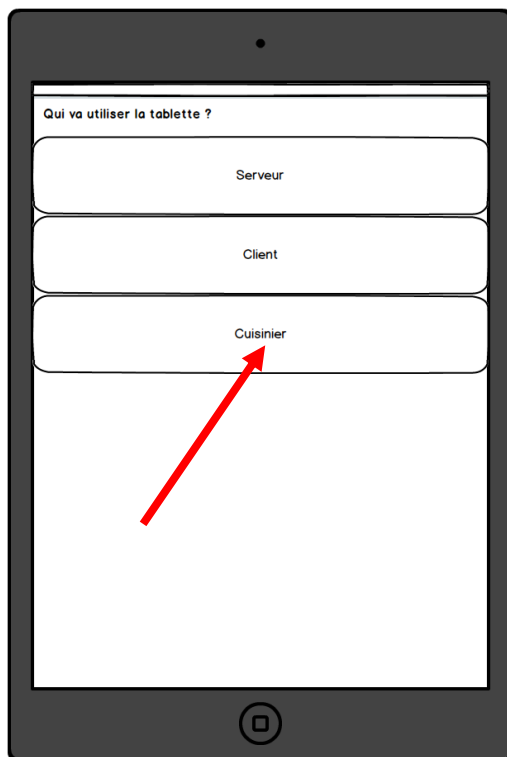 Qui va utiliser la tablette ?
Serveur
Client
Cuisinier